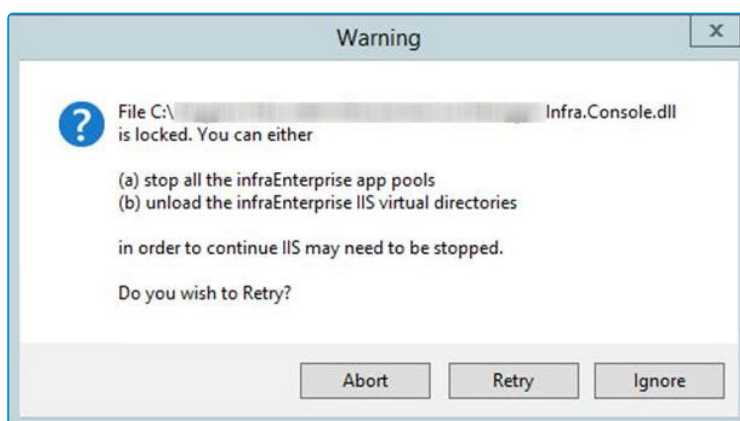 Warning
x
File C:\ Infra.Console.dll
is locked. You can either
(a) stop all the infraEnterprise app pools
(b) unload the infraEnterprise IIS virtual directories
in order to continue IIS may need to be stopped.
Do you wish to Retry?
Abort Retry Ignore